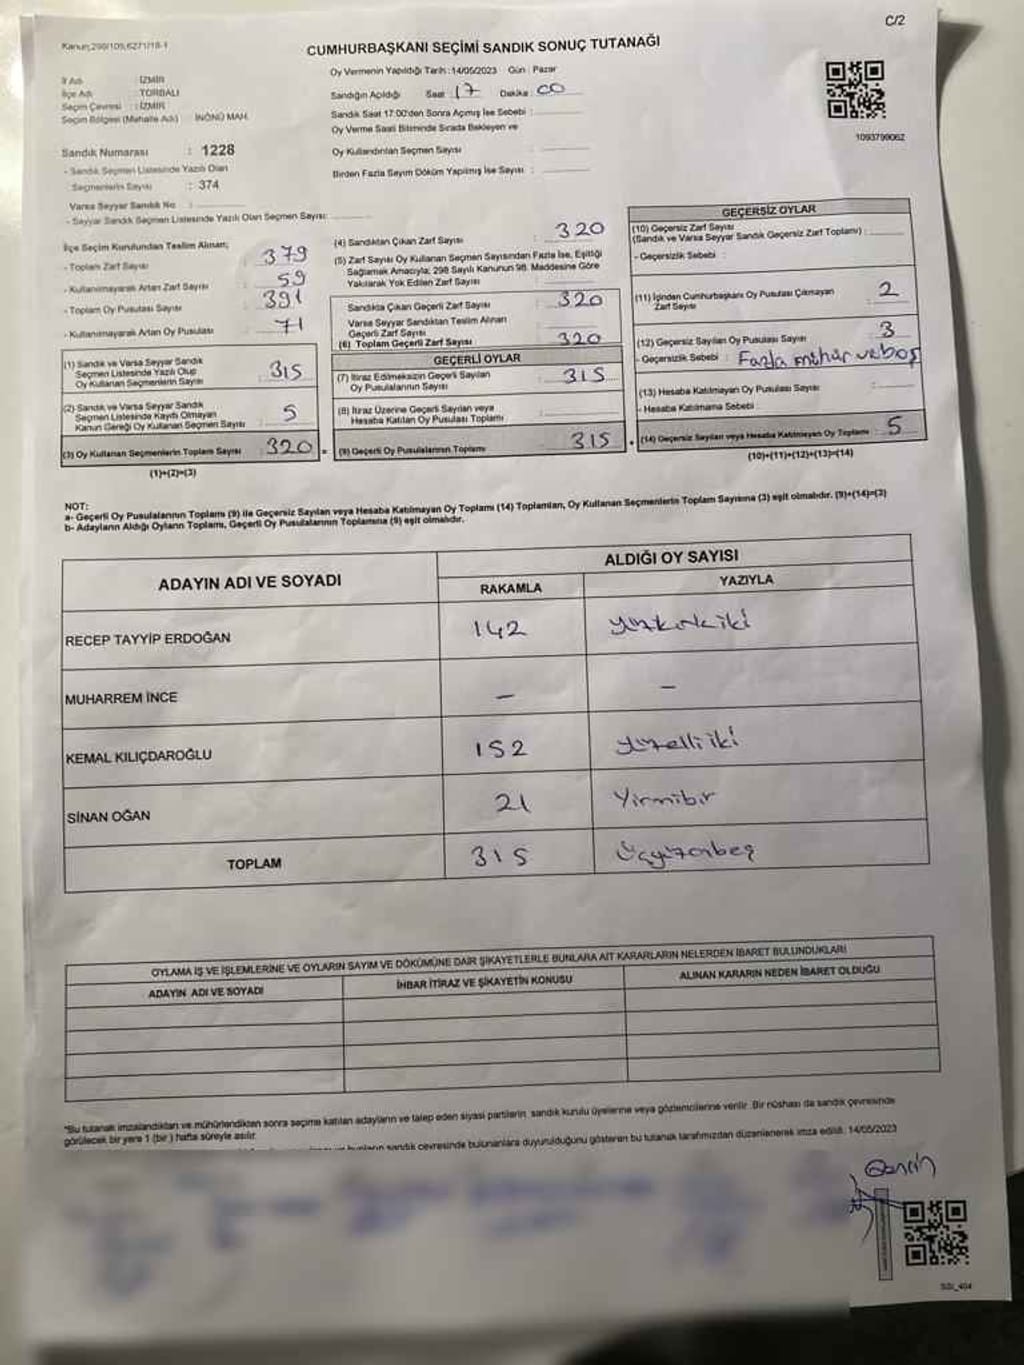 C/2
Kanun;298/105,6271/18-1
CUMHURBAŞKANI SEÇİMİ SANDIK SONUÇ TUTANAĞI
İl Adı : İZMİR
İlçe Adı : TORBALI
Seçim Çevresi : İZMİR
Seçim Bölgesi (Mahalle Adı) İNÖNÜ MAH.
Sandık Numarası : 1228
- Sandık Seçmen Listesinde Yazılı Olan
Seçmenlerin Sayısı : 374
Varsa Seyyar Sandık No :
- Seyyar Sandık Seçmen Listesinde Yazılı Olan Seçmen Sayısı:
Oy Vermenin Yapıldığı Tarih :14/05/2023 Gün : Pazar
Sandığın Açıldığı Saat : 17 Dakika : 00
Sandık Saat 17:00'den Sonra Açmış İse Sebebi :
Oy Verme Saati Bitiminde Sırada Bekleyen ve
Oy Kullandırılan Seçmen Sayısı :
Birden Fazla Sayım Döküm Yapılmış İse Sayısı :
1093799062
İlçe Seçim Kurulundan Teslim Alınan;
- Toplam Zarf Sayısı : 379
- Kullanılmayarak Artan Zarf Sayısı : 59
- Toplam Oy Pusulası Sayısı : 391
- Kullanılmayarak Artan Oy Pusulası : 71
(1) Sandık ve Varsa Seyyar Sandık
Seçmen Listesinde Yazılı Olup
Oy Kullanan Seçmenlerin Sayısı : 315
(2) Sandık ve Varsa Seyyar Sandık
Seçmen Listesinde Kayıtlı Olmayan
Kanun Gereği Oy Kullanan Seçmen Sayısı : 5
(3) Oy Kullanan Seçmenlerin Toplam Sayısı : 320 =
(1)+(2)=(3)
(4) Sandıktan Çıkan Zarf Sayısı : 320
(5) Zarf Sayısı Oy Kullanan Seçmen Sayısından Fazla İse, Eşitliği
Sağlamak Amacıyla; 298 Sayılı Kanunun 98. Maddesine Göre
Yakılarak Yok Edilen Zarf Sayısı :
Sandıkta Çıkan Geçerli Zarf Sayısı : 320
Varsa Seyyar Sandıktan Teslim Alınan
Geçerli Zarf Sayısı :
(6) Toplam Geçerli Zarf Sayısı : 320
GEÇERLİ OYLAR
(7) İtiraz Edilmeksizin Geçerli Sayılan
Oy Pusulalarının Sayısı : 315
(8) İtiraz Üzerine Geçerli Sayılan veya
Hesaba Katılan Oy Pusulası Toplamı :
(9) Geçerli Oy Pusulalarının Toplamı : 315 +
GEÇERSİZ OYLAR
(10) Geçersiz Zarf Sayısı
(Sandık ve Varsa Seyyar Sandık Geçersiz Zarf Toplamı) :
- Geçersizlik Sebebi :
(11) İçinden Cumhurbaşkanı Oy Pusulası Çıkmayan
Zarf Sayısı : 2
(12) Geçersiz Sayılan Oy Pusulası Sayısı : 3
- Geçersizlik Sebebi : Fazla mühür ve boş
(13) Hesaba Katılmayan Oy Pusulası Sayısı :
- Hesaba Katılmama Sebebi :
(14) Geçersiz Sayılan veya Hesaba Katılmayan Oy Toplamı : 5
(10)+(11)+(12)+(13)=(14)
NOT:
a- Geçerli Oy Pusulalarının Toplamı (9) ile Geçersiz Sayılan veya Hesaba Katılmayan Oy Toplamı (14) Toplamları, Oy Kullanan Seçmenlerin Toplam Sayısına (3) eşit olmalıdır. (9)+(14)=(3)
b- Adayların Aldığı Oyların Toplamı, Geçerli Oy Pusulalarının Toplamına (9) eşit olmalıdır.
ADAYIN ADI VE SOYADI ALDIĞI OY SAYISI
RAKAMLA YAZIYLA
RECEP TAYYİP ERDOĞAN 142 yüzkırkiki
MUHARREM İNCE - -
KEMAL KILIÇDAROĞLU 152 yüzelliiki
SİNAN OĞAN 21 Yirmibir
TOPLAM 315 Üçyüzonbeş
OYLAMA İŞ VE İŞLEMLERİNE VE OYLARIN SAYIM VE DÖKÜMÜNE DAİR ŞİKAYETLERLE BUNLARA AİT KARARLARIN NELERDEN İBARET BULUNDUKLARI
ADAYIN ADI VE SOYADI İHBAR İTİRAZ VE ŞİKAYETİN KONUSU ALINAN KARARIN NEDEN İBARET OLDUĞU
*Bu tutanak imzalandıktan ve mühürlendikten sonra seçime katılan adayların ve talep eden siyasi partilerin, sandık kurulu üyelerine veya gözlemcilerine verilir. Bir nüshası da sandık çevresinde
görülecek bir yere 1 (bir) hafta süreyle asılır.
bunların sandık çevresinde bulunanlara duyurulduğunu gösteren bu tutanak tarafımızdan düzenlenerek imza edildi. 14/05/2023